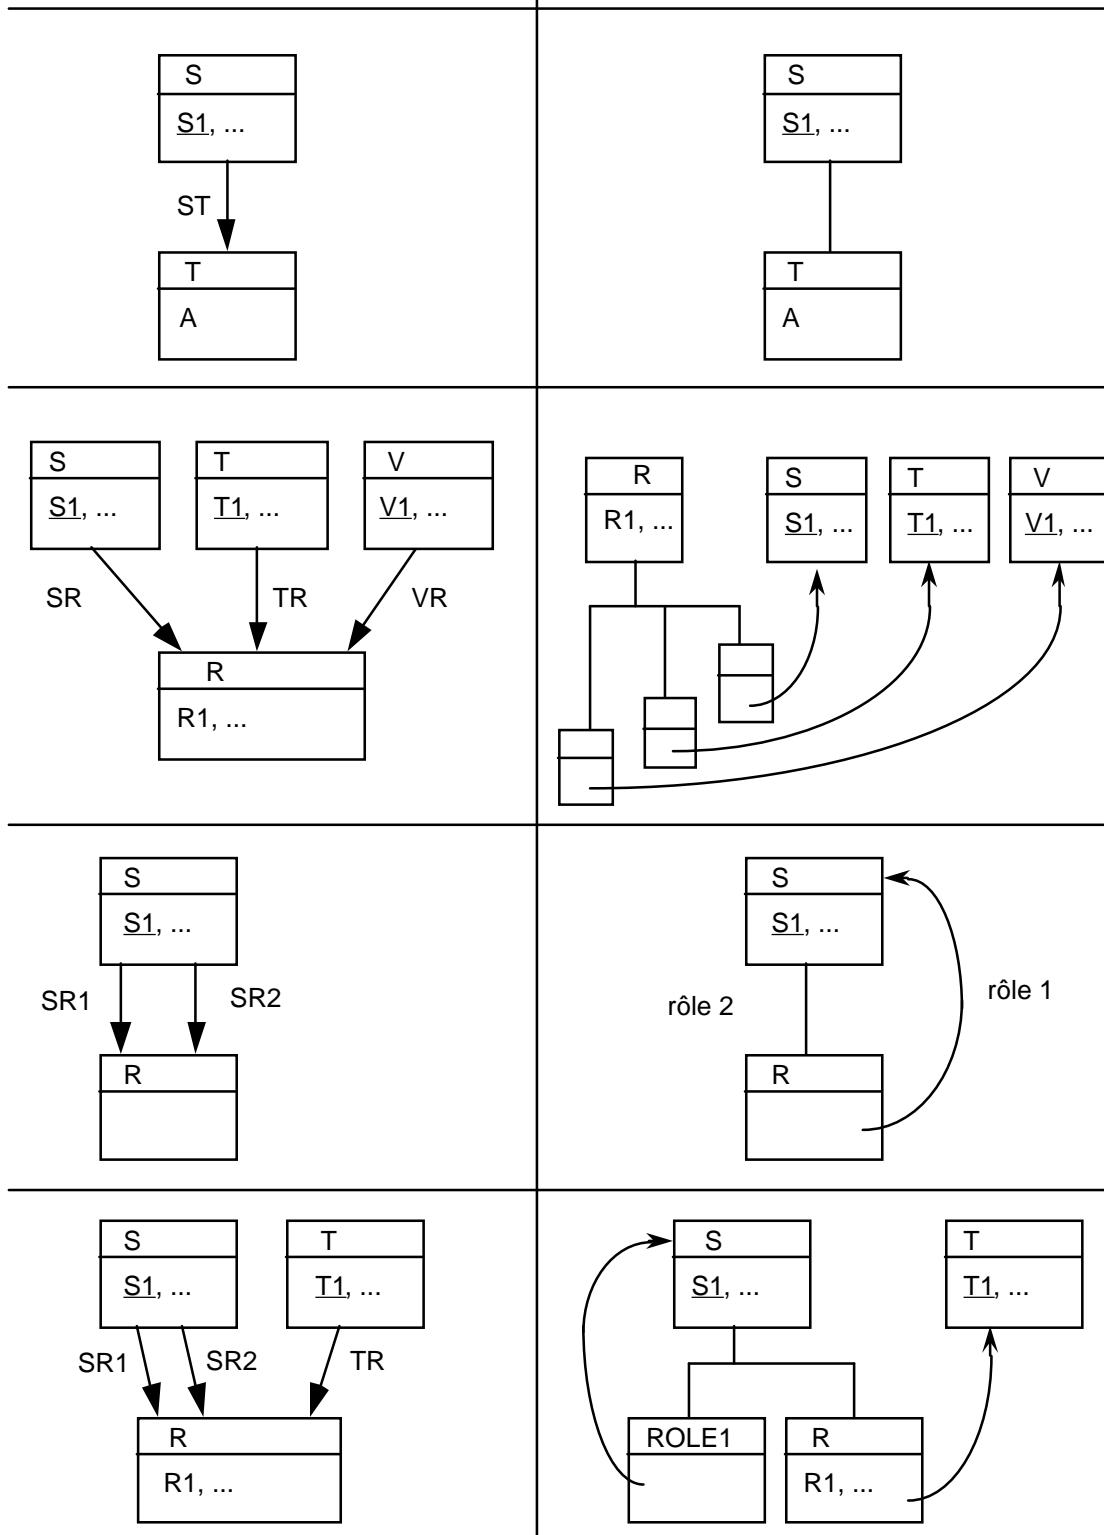 S
S1, ...
ST
T
A
S
S1, ...
T
A
S
S1, ...
T
T1, ...
V
V1, ...
SR
TR
VR
R
R1, ...
R
R1, ...
S
S1, ...
T
T1, ...
V
V1, ...
S
S1, ...
SR1
SR2
R
S
S1, ...
rôle 2
rôle 1
R
S
S1, ...
T
T1, ...
SR1
SR2
TR
R
R1, ...
S
S1, ...
T
T1, ...
ROLE1
R
R1, ...